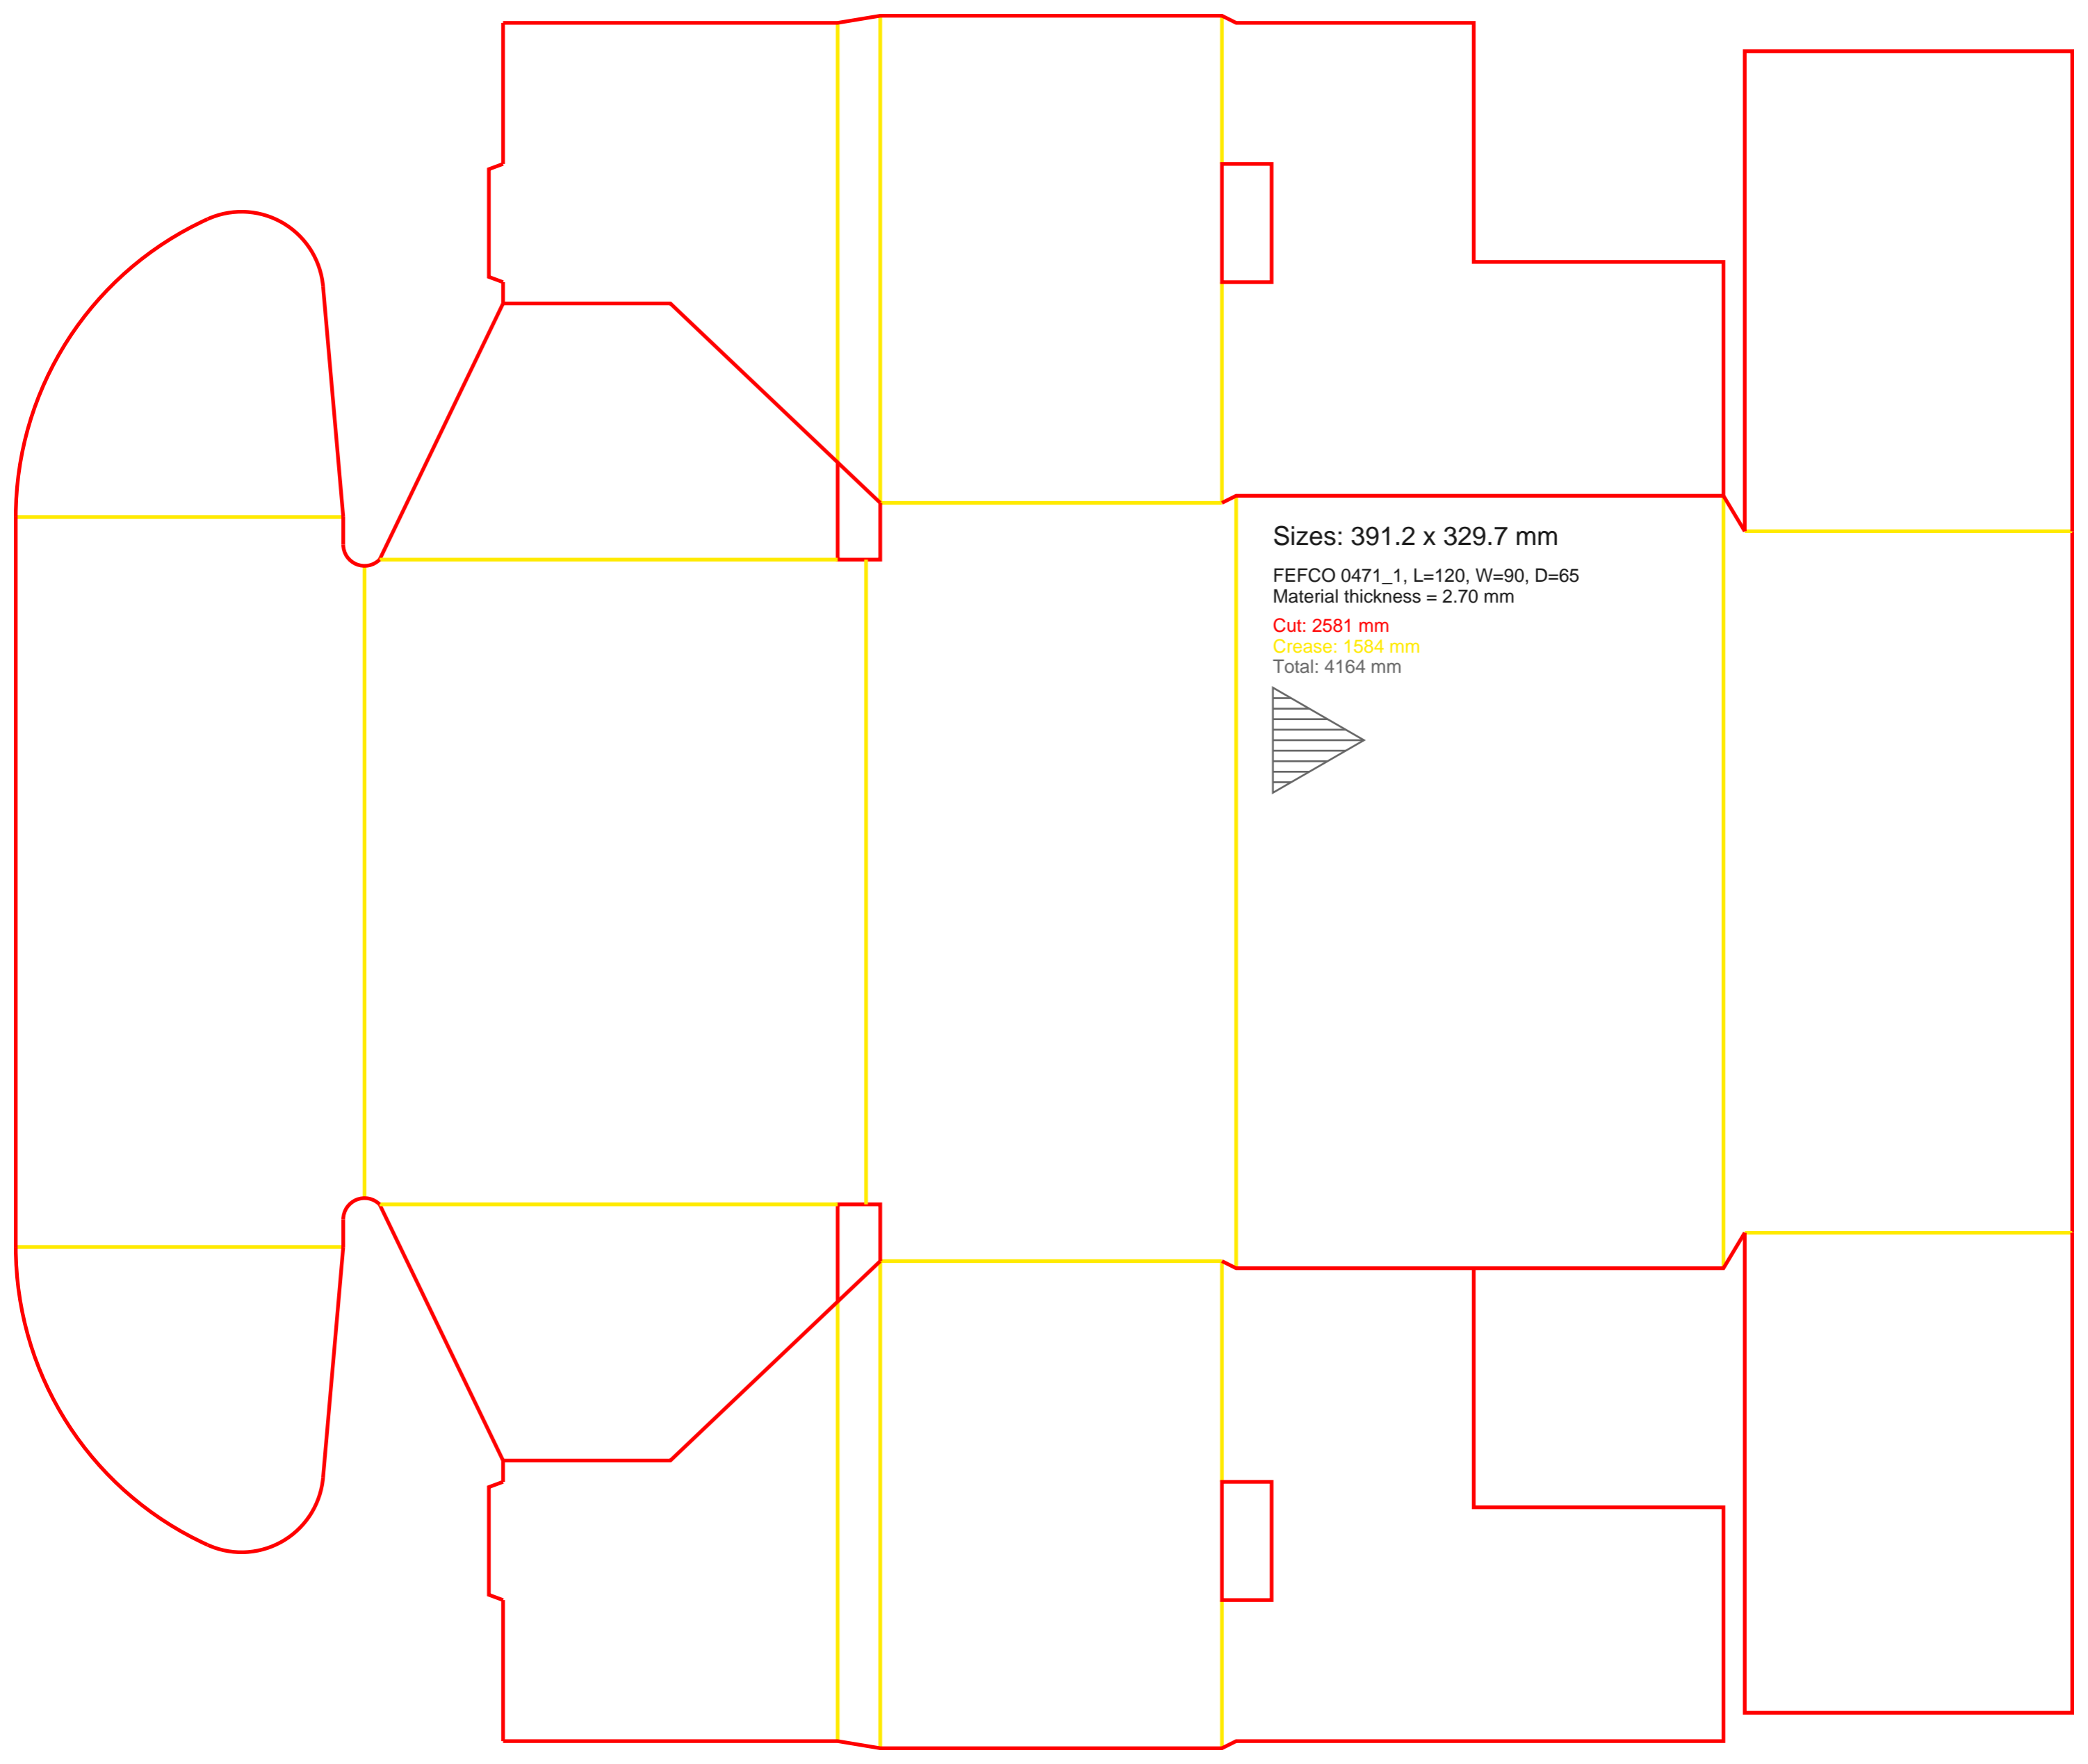 Sizes: 391.2 x 329.7 mm
FEFCO 0471_1, L=120, W=90, D=65
Material thickness = 2.70 mm
Cut: 2581 mm
Crease: 1584 mm
Total: 4164 mm